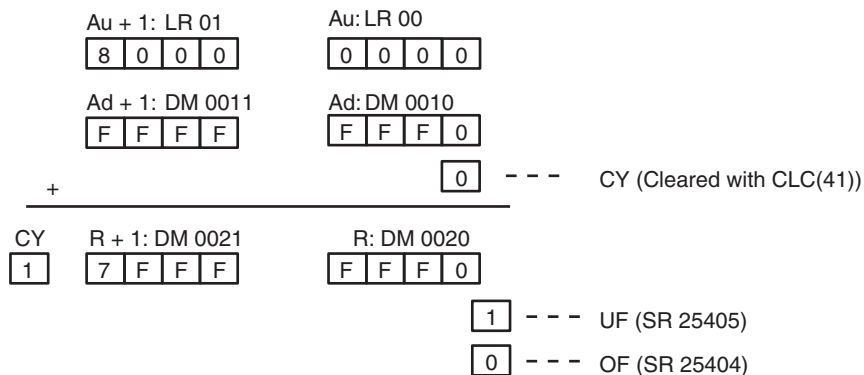 Au + 1: LR 01 Au: LR 00
8 0 0 0 0 0 0 0
Ad + 1: DM 0011 Ad: DM 0010
F F F F F F F 0
0 CY (Cleared with CLC(41))
+
CY R + 1: DM 0021 R: DM 0020
1 7 F F F F F F 0
1 UF (SR 25405)
0 OF (SR 25404)